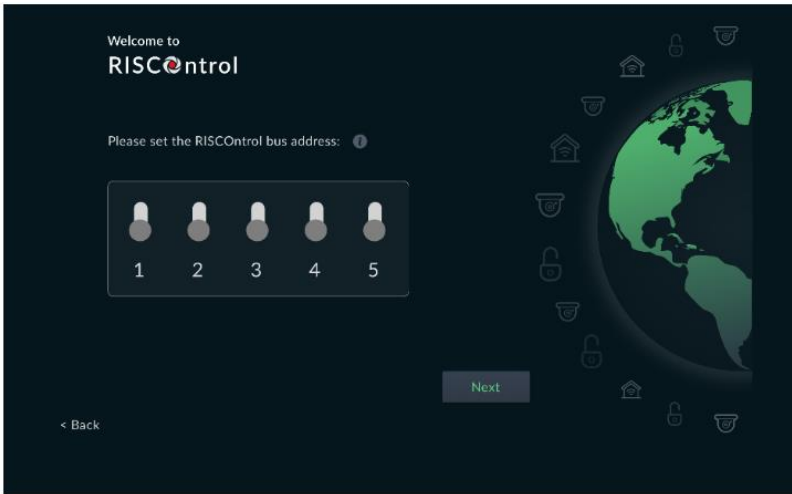 Welcome to
RISCOntrol
Please set the RISCOntrol bus address: i
1 2 3 4 5
Next
< Back